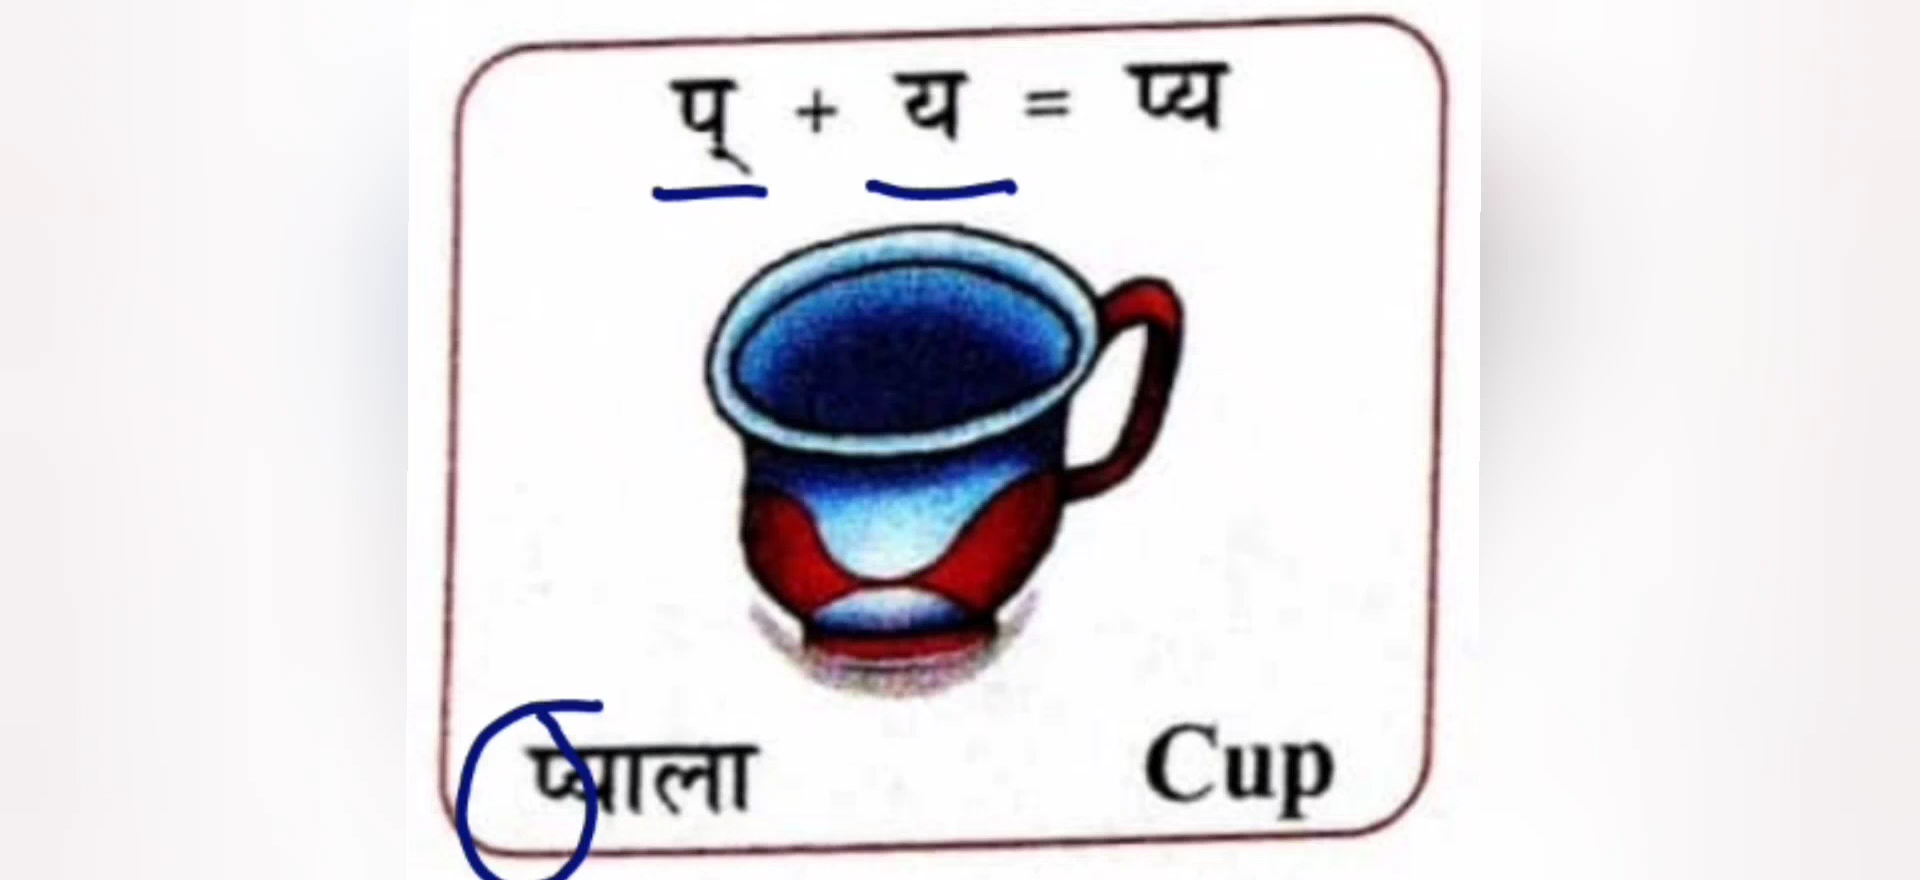 प् + य = प्य
प्याला Cup